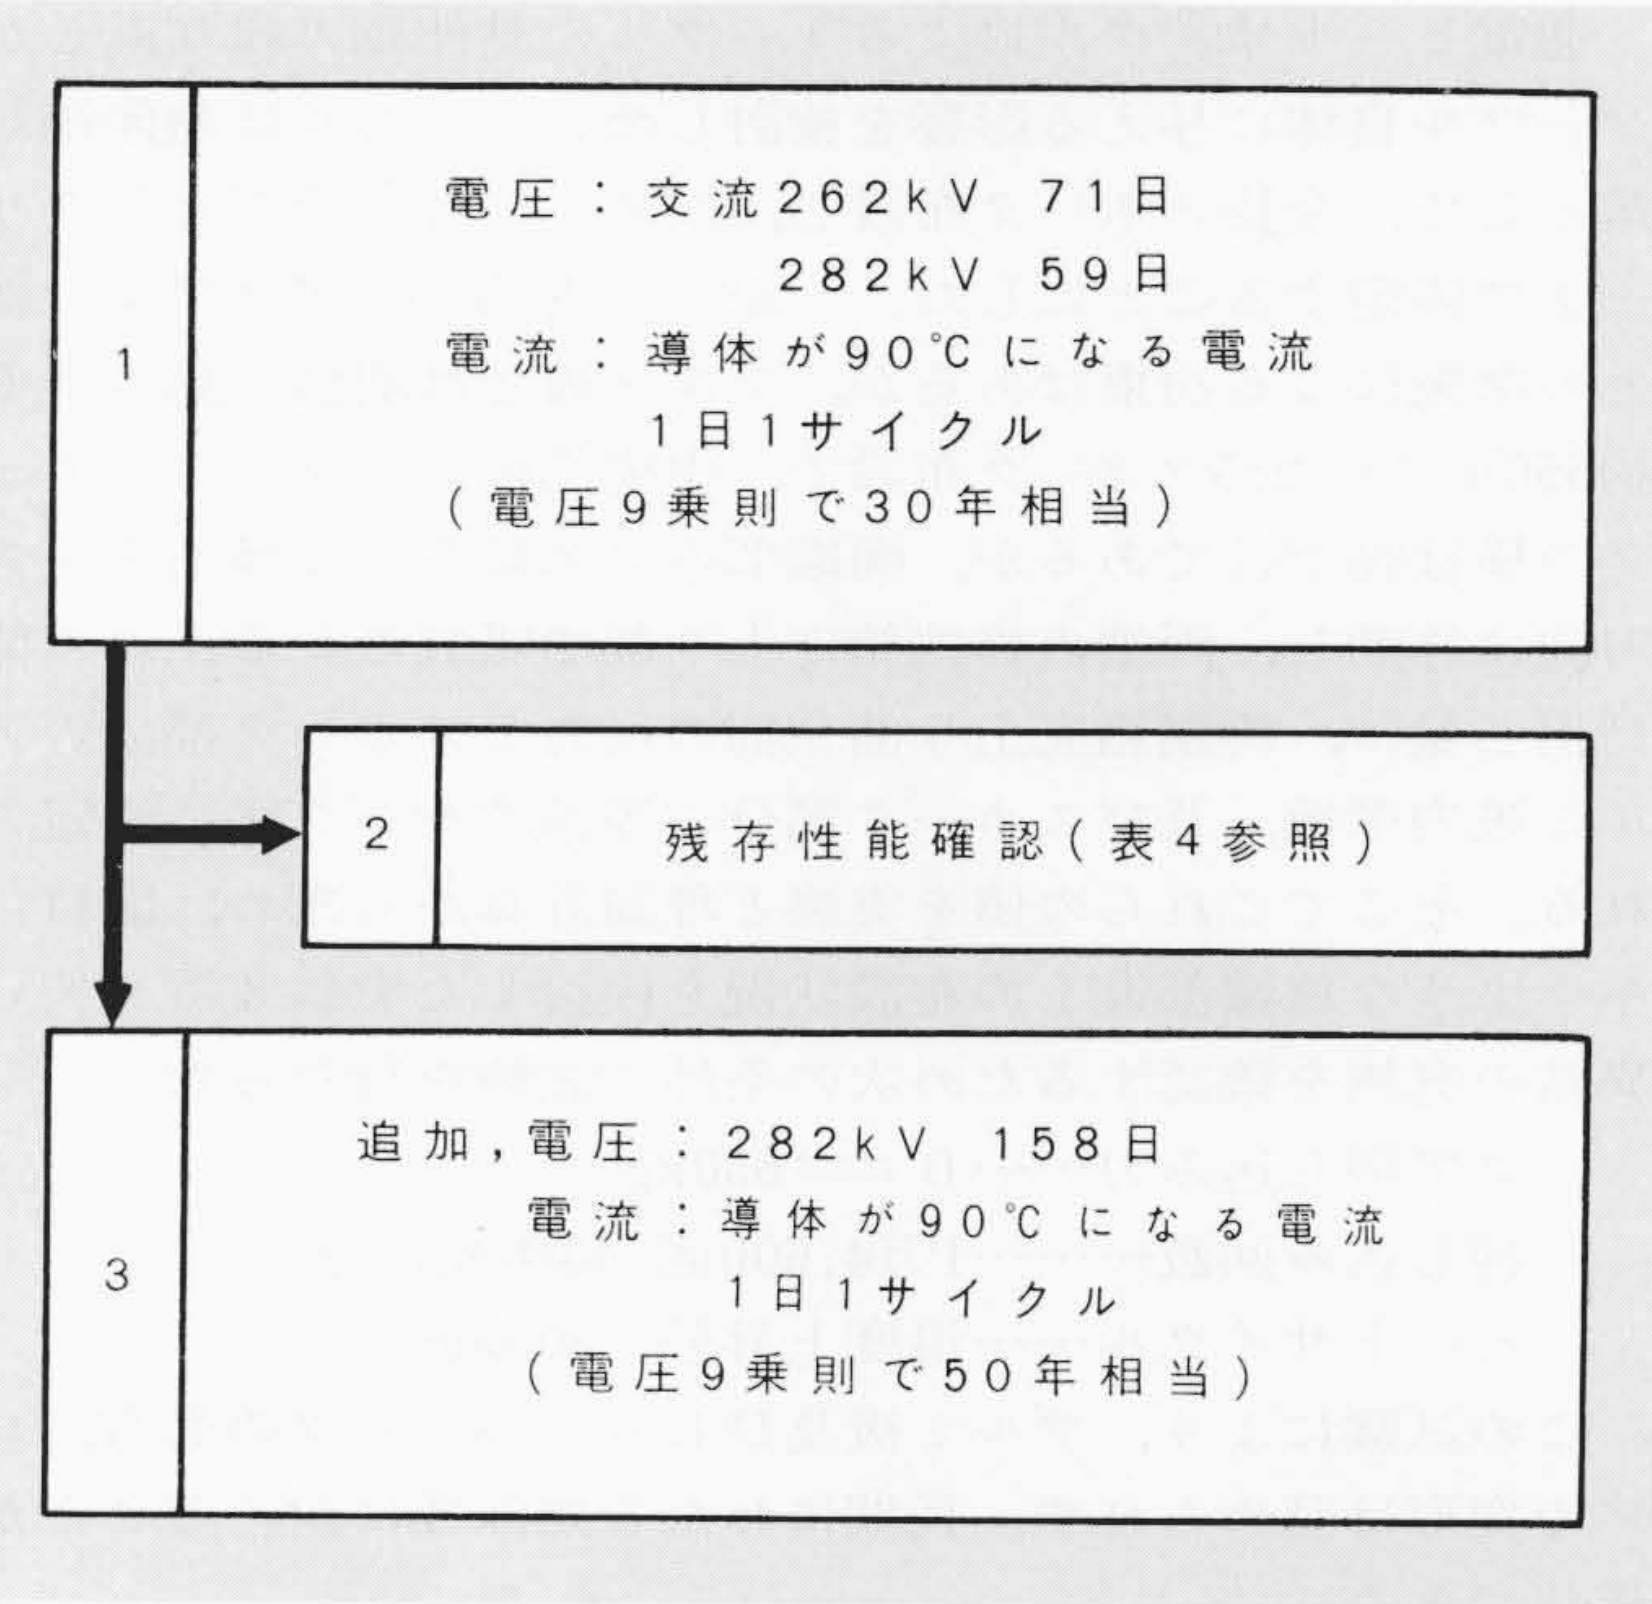 1
電圧：交流262kV 71日
282kV 59日
電流：導体が90℃になる電流
1日1サイクル
(電圧9乗則で30年相当)
2
残存性能確認(表4参照)
3
追加,電圧：282kV 158日
電流：導体が90℃になる電流
1日1サイクル
(電圧9乗則で50年相当)